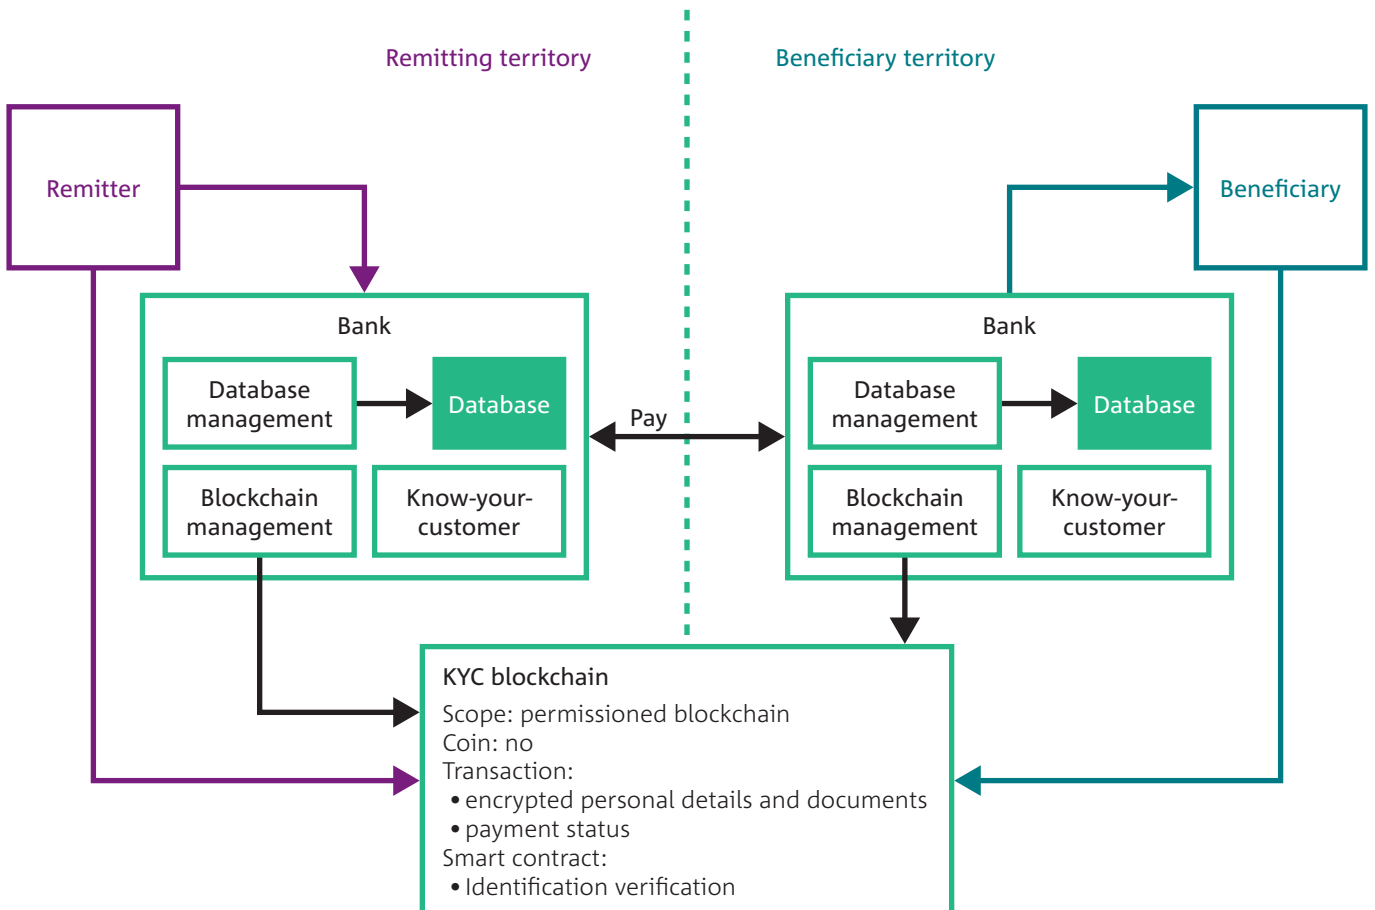 Remitting territory
Beneficiary territory
Remitter
Beneficiary
Bank
Database
management
Database
Blockchain
management
Know-your-
customer
Pay
Bank
Database
management
Database
Blockchain
management
Know-your-
customer
KYC blockchain
Scope: permissioned blockchain
Coin: no
Transaction:
• encrypted personal details and documents
• payment status
Smart contract:
• Identification verification